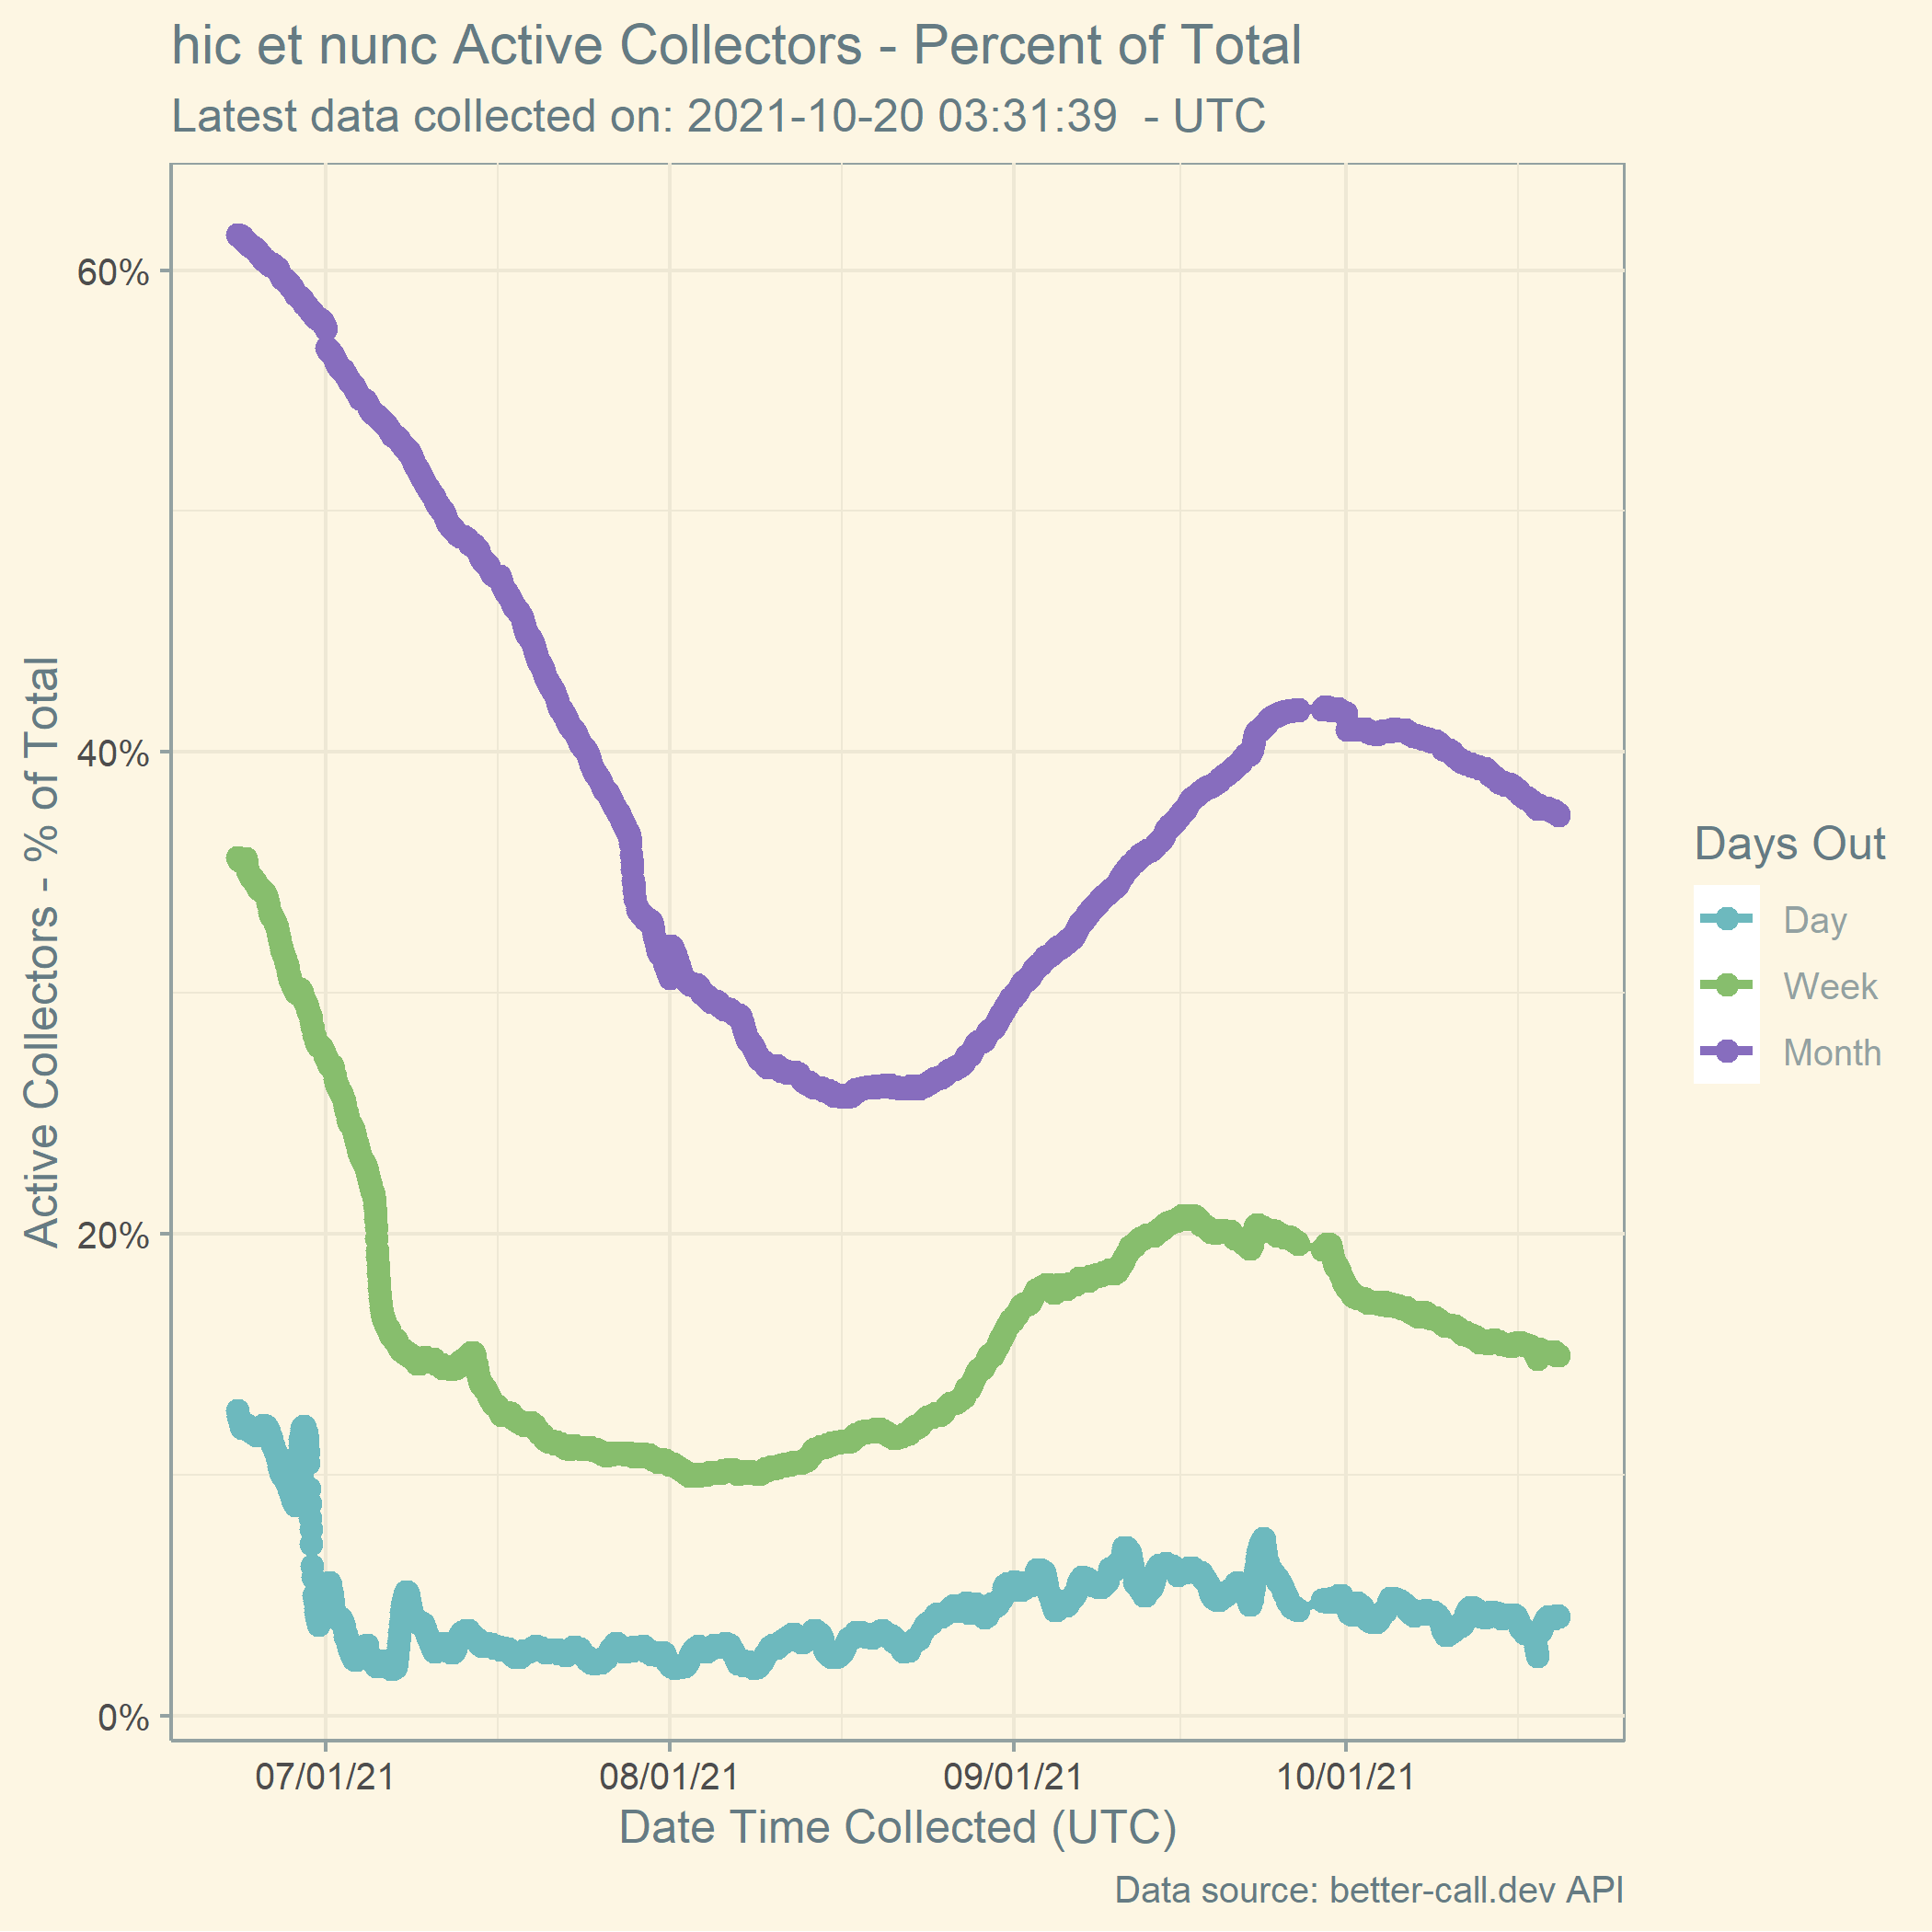 hic et nunc Active Collectors - Percent of Total
Latest data collected on: 2021-10-20 03:31:39  - UTC
Active Collectors - % of Total
60%
40%
20%
0%
07/01/21
08/01/21
09/01/21
10/01/21
Date Time Collected (UTC)
Days Out
Day
Week
Month
Data source: better-call.dev API